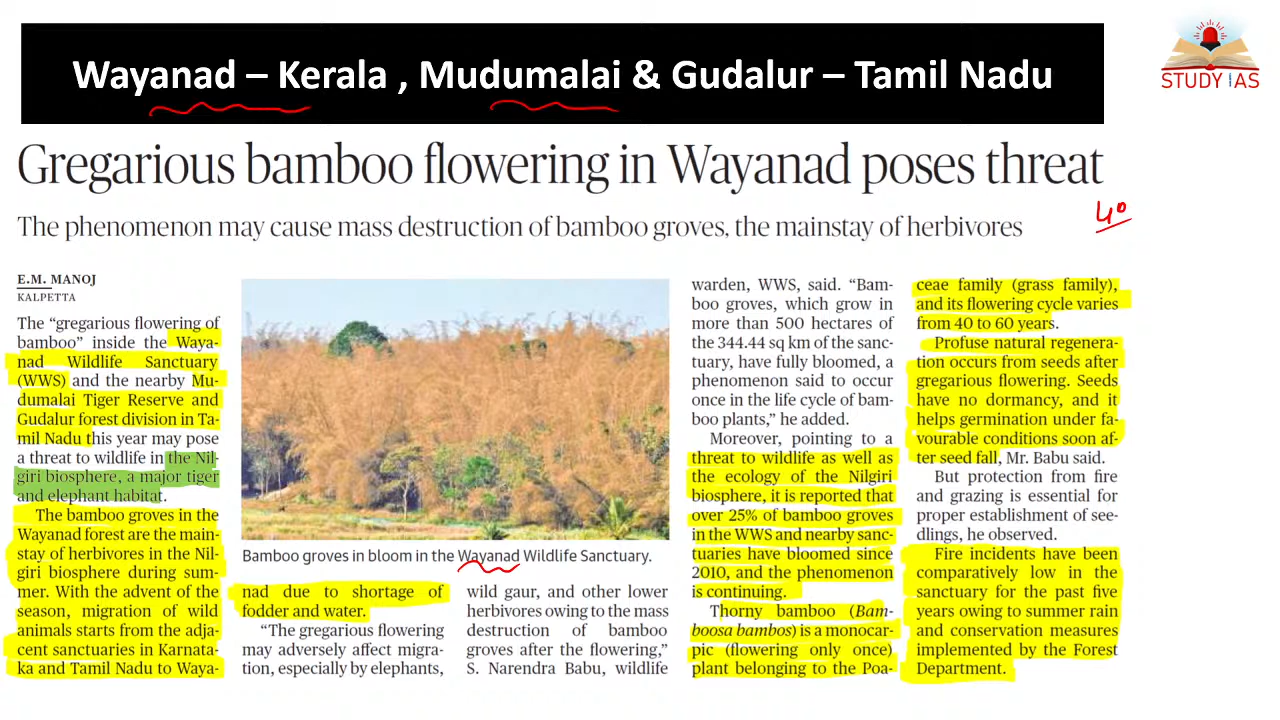 Wayanad – Kerala , Mudumalai & Gudalur – Tamil Nadu
STUDY IAS
Gregarious bamboo flowering in Wayanad poses threat
40
The phenomenon may cause mass destruction of bamboo groves, the mainstay of herbivores
E.M. MANOJ
KALPETTA
The “gregarious flowering of
bamboo” inside the Waya-
nad Wildlife Sanctuary
(WWS) and the nearby Mu-
dumalai Tiger Reserve and
Gudalur forest division in Ta-
mil Nadu this year may pose
a threat to wildlife in the Nil-
giri biosphere, a major tiger
and elephant habitat.
The bamboo groves in the
Wayanad forest are the main-
stay of herbivores in the Nil-
giri biosphere during sum-
mer. With the advent of the
season, migration of wild
animals starts from the adja-
cent sanctuaries in Karnata-
ka and Tamil Nadu to Waya-
Bamboo groves in bloom in the Wayanad Wildlife Sanctuary.
nad due to shortage of
fodder and water.
“The gregarious flowering
may adversely affect migra-
tion, especially by elephants,
wild gaur, and other lower
herbivores owing to the mass
destruction of bamboo
groves after the flowering,”
S. Narendra Babu, wildlife
warden, WWS, said. “Bam-
boo groves, which grow in
more than 500 hectares of
the 344.44 sq km of the sanc-
tuary, have fully bloomed, a
phenomenon said to occur
once in the life cycle of bam-
boo plants,” he added.
Moreover, pointing to a
threat to wildlife as well as
the ecology of the Nilgiri
biosphere, it is reported that
over 25% of bamboo groves
in the WWS and nearby sanc-
tuaries have bloomed since
2010, and the phenomenon
is continuing.
Thorny bamboo (Bam-
boosa bambos) is a monocar-
pic (flowering only once)
plant belonging to the Poa-
ceae family (grass family),
and its flowering cycle varies
from 40 to 60 years.
Profuse natural regenera-
tion occurs from seeds after
gregarious flowering. Seeds
have no dormancy, and it
helps germination under fa-
vourable conditions soon af-
ter seed fall, Mr. Babu said.
But protection from fire
and grazing is essential for
proper establishment of see-
dlings, he observed.
Fire incidents have been
comparatively low in the
sanctuary for the past five
years owing to summer rain
and conservation measures
implemented by the Forest
Department.